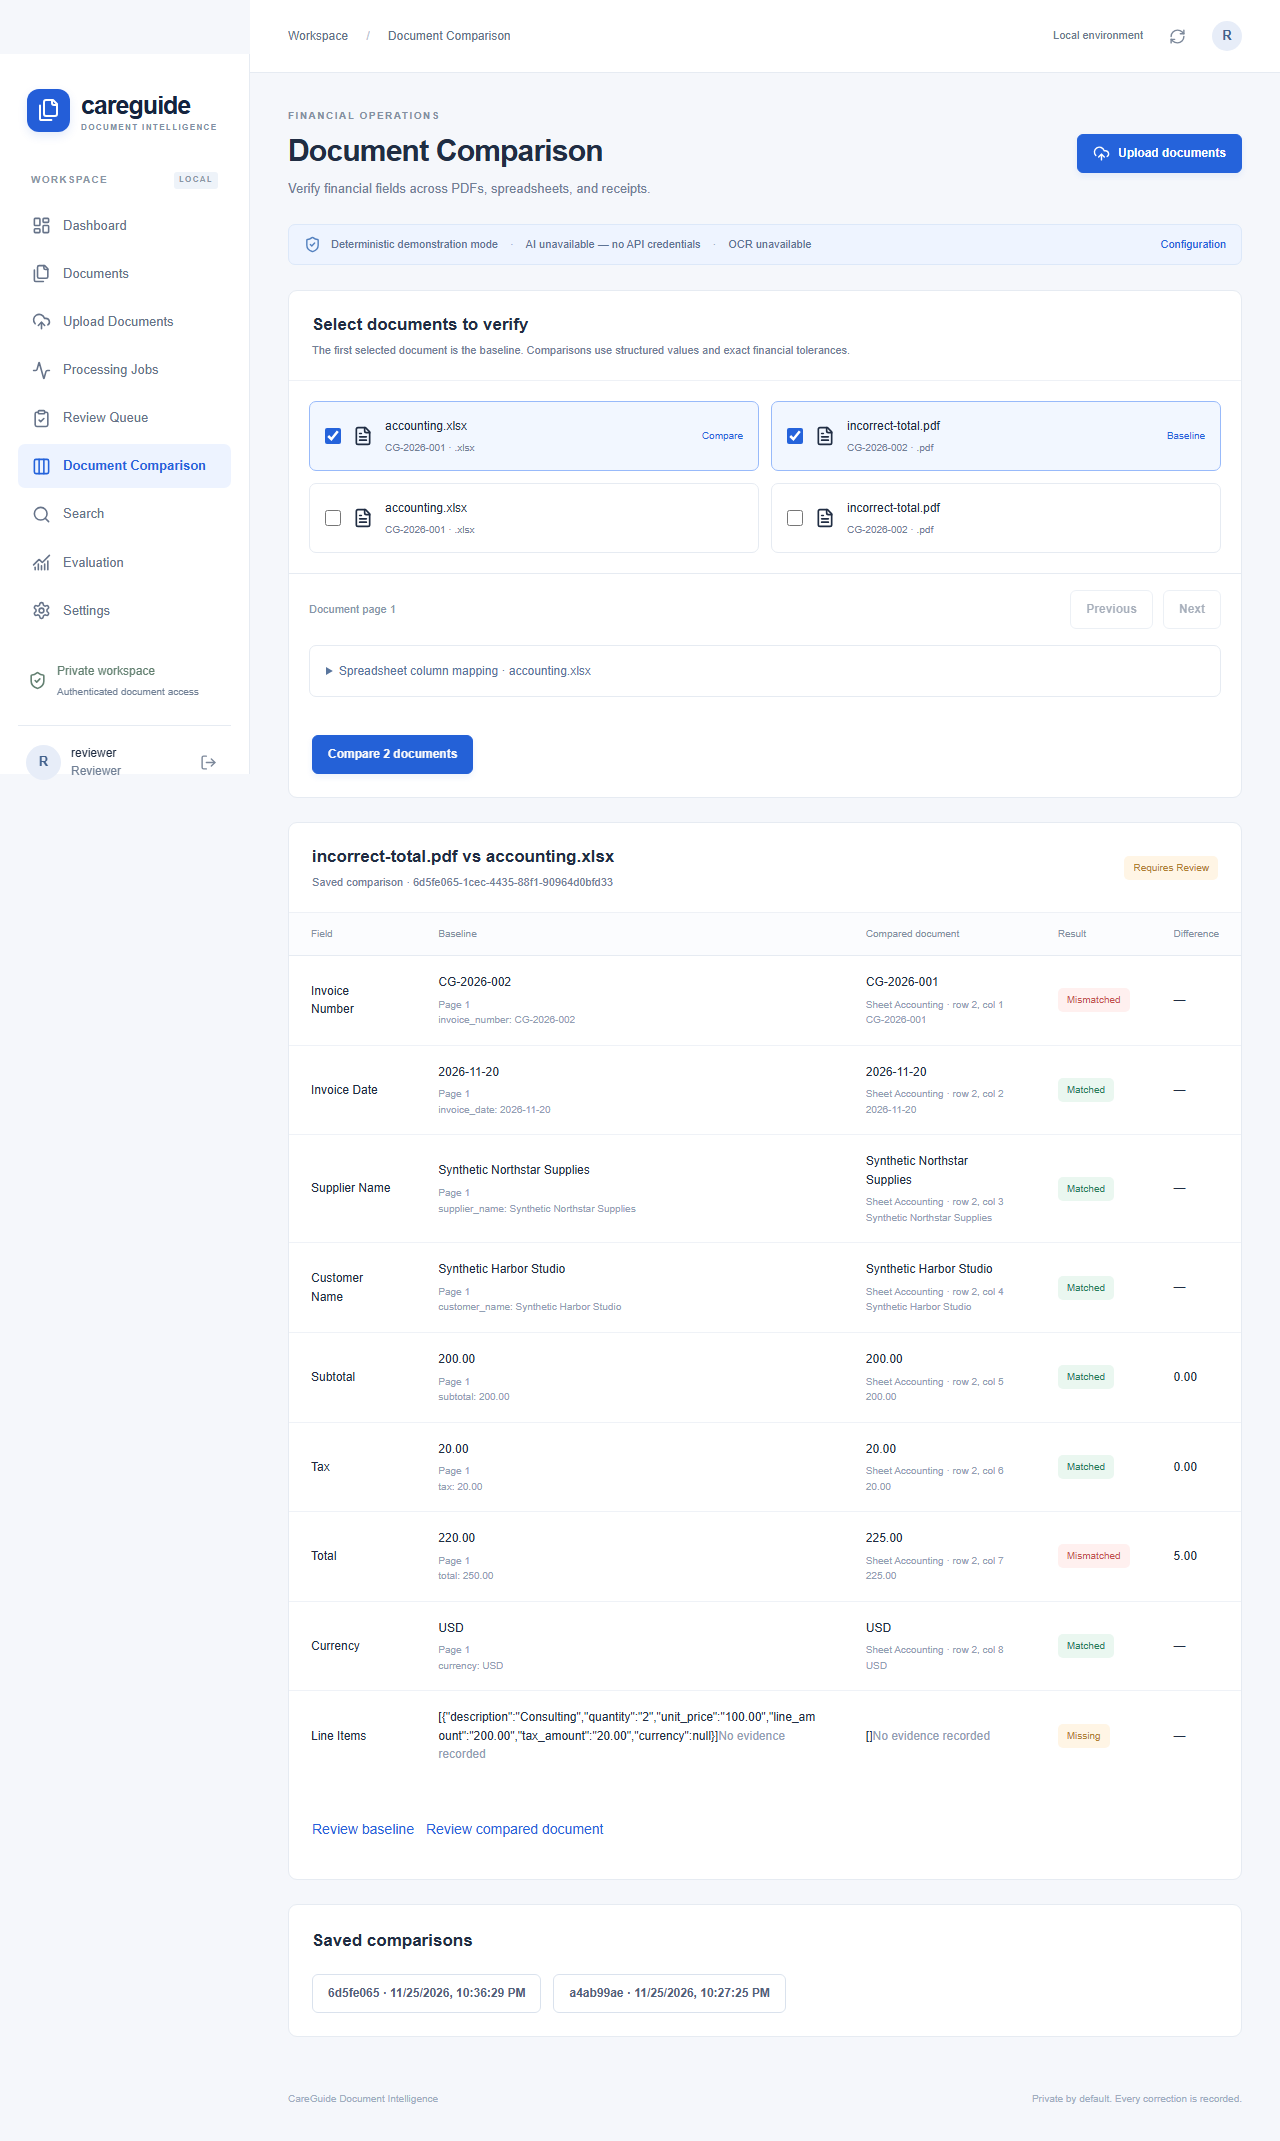 Workspace / Document Comparison
Local environment
R
careguide
DOCUMENT INTELLIGENCE
WORKSPACE
LOCAL
Dashboard
Documents
Upload Documents
Processing Jobs
Review Queue
Document Comparison
Search
Evaluation
Settings
Private workspace
Authenticated document access
R
reviewer
Reviewer
FINANCIAL OPERATIONS
Document Comparison
Verify financial fields across PDFs, spreadsheets, and receipts.
Upload documents
Deterministic demonstration mode · AI unavailable — no API credentials · OCR unavailable
Configuration
Select documents to verify
The first selected document is the baseline. Comparisons use structured values and exact financial tolerances.
accounting.xlsx
CG-2026-001 · .xlsx
Compare
incorrect-total.pdf
CG-2026-002 · .pdf
Baseline
accounting.xlsx
CG-2026-001 · .xlsx
incorrect-total.pdf
CG-2026-002 · .pdf
Document page 1
Previous
Next
Spreadsheet column mapping · accounting.xlsx
Compare 2 documents
incorrect-total.pdf vs accounting.xlsx
Saved comparison · 6d5fe065-1cec-4435-88f1-90964d0bfd33
Requires Review
Field
Baseline
Compared document
Result
Difference
Invoice
Number
CG-2026-002
Page 1
invoice_number: CG-2026-002
CG-2026-001
Sheet Accounting · row 2, col 1
CG-2026-001
Mismatched
—
Invoice Date
2026-11-20
Page 1
invoice_date: 2026-11-20
2026-11-20
Sheet Accounting · row 2, col 2
2026-11-20
Matched
—
Supplier Name
Synthetic Northstar Supplies
Page 1
supplier_name: Synthetic Northstar Supplies
Synthetic Northstar
Supplies
Sheet Accounting · row 2, col 3
Synthetic Northstar Supplies
Matched
—
Customer
Name
Synthetic Harbor Studio
Page 1
customer_name: Synthetic Harbor Studio
Synthetic Harbor Studio
Sheet Accounting · row 2, col 4
Synthetic Harbor Studio
Matched
—
Subtotal
200.00
Page 1
subtotal: 200.00
200.00
Sheet Accounting · row 2, col 5
200.00
Matched
0.00
Tax
20.00
Page 1
tax: 20.00
20.00
Sheet Accounting · row 2, col 6
20.00
Matched
0.00
Total
220.00
Page 1
total: 250.00
225.00
Sheet Accounting · row 2, col 7
225.00
Mismatched
5.00
Currency
USD
Page 1
currency: USD
USD
Sheet Accounting · row 2, col 8
USD
Matched
—
Line Items
[{"description":"Consulting","quantity":"2","unit_price":"100.00","line_am
ount":"200.00","tax_amount":"20.00","currency":null}]No evidence
recorded
[]No evidence recorded
Missing
—
Review baseline
Review compared document
Saved comparisons
6d5fe065 · 11/25/2026, 10:36:29 PM
a4ab99ae · 11/25/2026, 10:27:25 PM
CareGuide Document Intelligence
Private by default. Every correction is recorded.